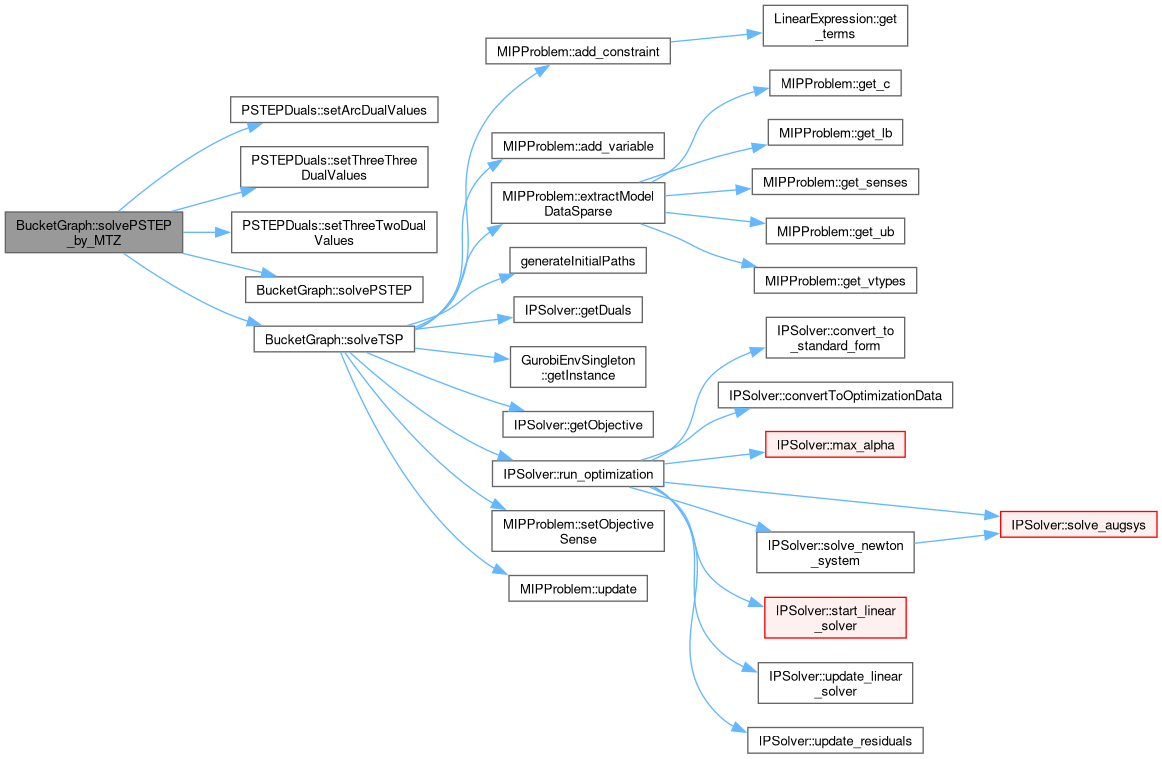 BucketGraph::solvePSTEP
_by_MTZ
PSTEPDuals::setArcDualValues
PSTEPDuals::setThreeThree
DualValues
PSTEPDuals::setThreeTwoDual
Values
BucketGraph::solvePSTEP
BucketGraph::solveTSP
MIPProblem::add_constraint
MIPProblem::add_variable
MIPProblem::extractModel
DataSparse
generateInitialPaths
IPSolver::getDuals
GurobiEnvSingleton
::getInstance
IPSolver::getObjective
IPSolver::run_optimization
MIPProblem::setObjective
Sense
MIPProblem::update
LinearExpression::get
_terms
MIPProblem::get_c
MIPProblem::get_lb
MIPProblem::get_senses
MIPProblem::get_ub
MIPProblem::get_vtypes
IPSolver::convert_to
_standard_form
IPSolver::convertToOptimizationData
IPSolver::max_alpha
IPSolver::solve_newton
_system
IPSolver::start_linear
_solver
IPSolver::update_linear
_solver
IPSolver::update_residuals
IPSolver::solve_augsys